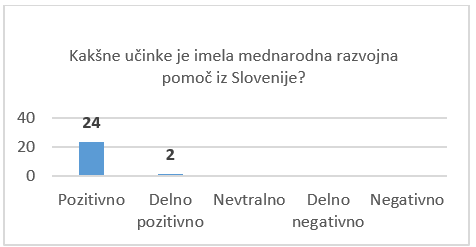 Kakšne učinke je imela mednarodna razvojna
pomoč iz Slovenije?
40
20
0
24
2
Pozitivno
Delno
pozitivno
Nevtralno
Delno
negativno
Negativno